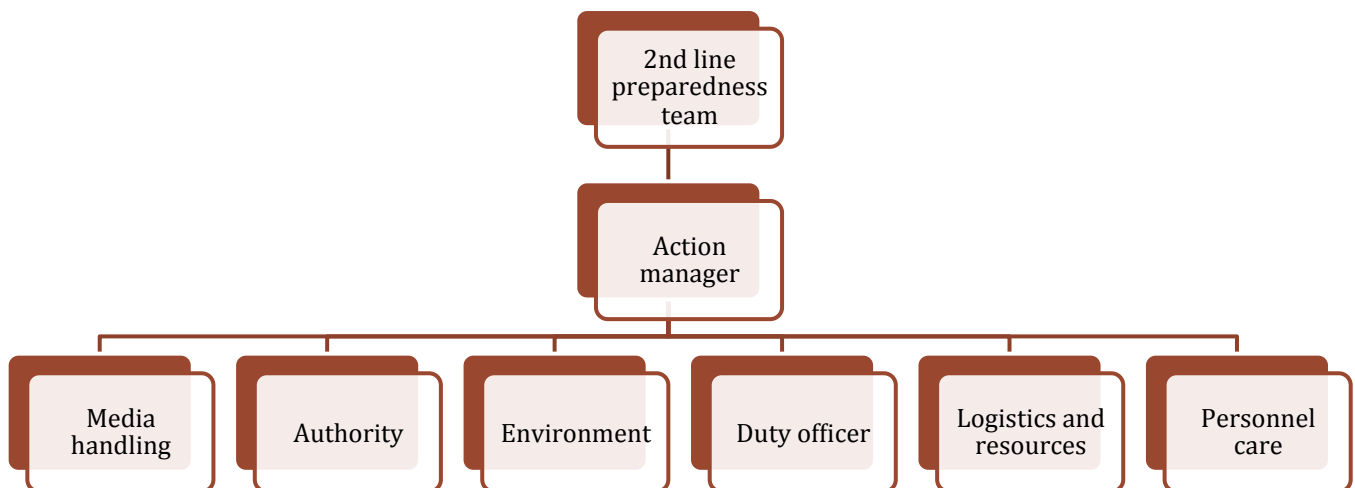 2nd line
preparedness
team
Action
manager
Media
handling
Authority
Environment
Duty officer
Logistics and
resources
Personnel
care